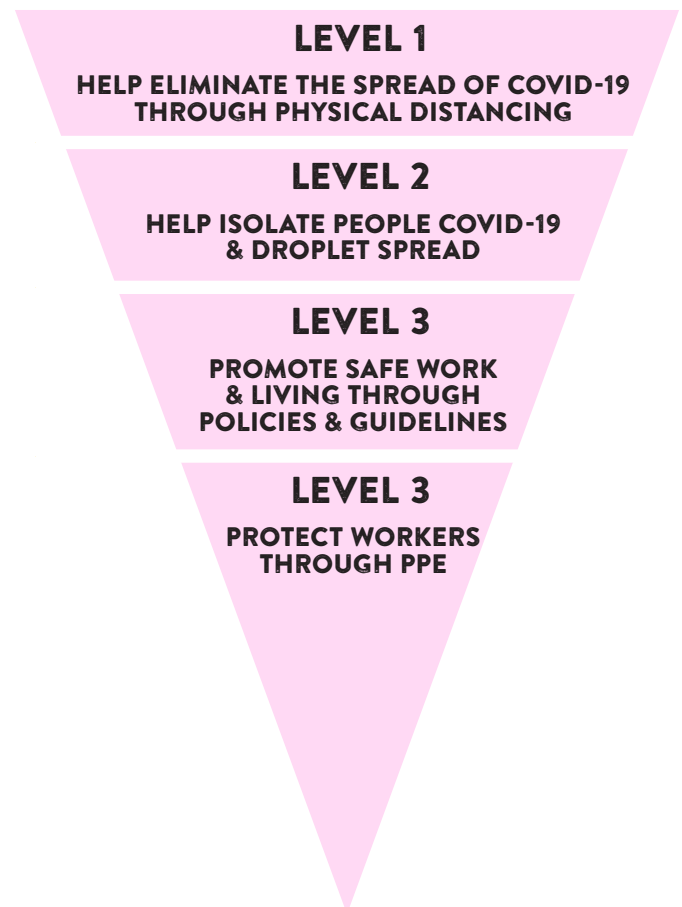 LEVEL 1
HELP ELIMINATE THE SPREAD OF COVID-19
THROUGH PHYSICAL DISTANCING
LEVEL 2
HELP ISOLATE PEOPLE COVID-19
& DROPLET SPREAD
LEVEL 3
PROMOTE SAFE WORK
& LIVING THROUGH
POLICIES & GUIDELINES
LEVEL 3
PROTECT WORKERS
THROUGH PPE